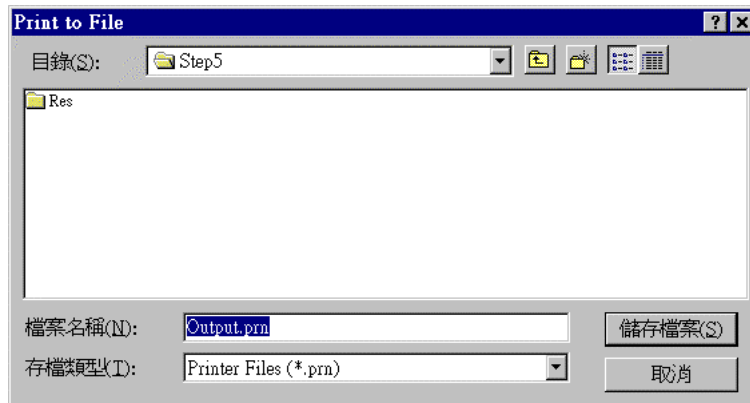 Print to File
目錄(S): Step5
Res
檔案名稱(N): Output.prn 儲存檔案(S)
存檔類型(T): Printer Files (*.prn) 取消